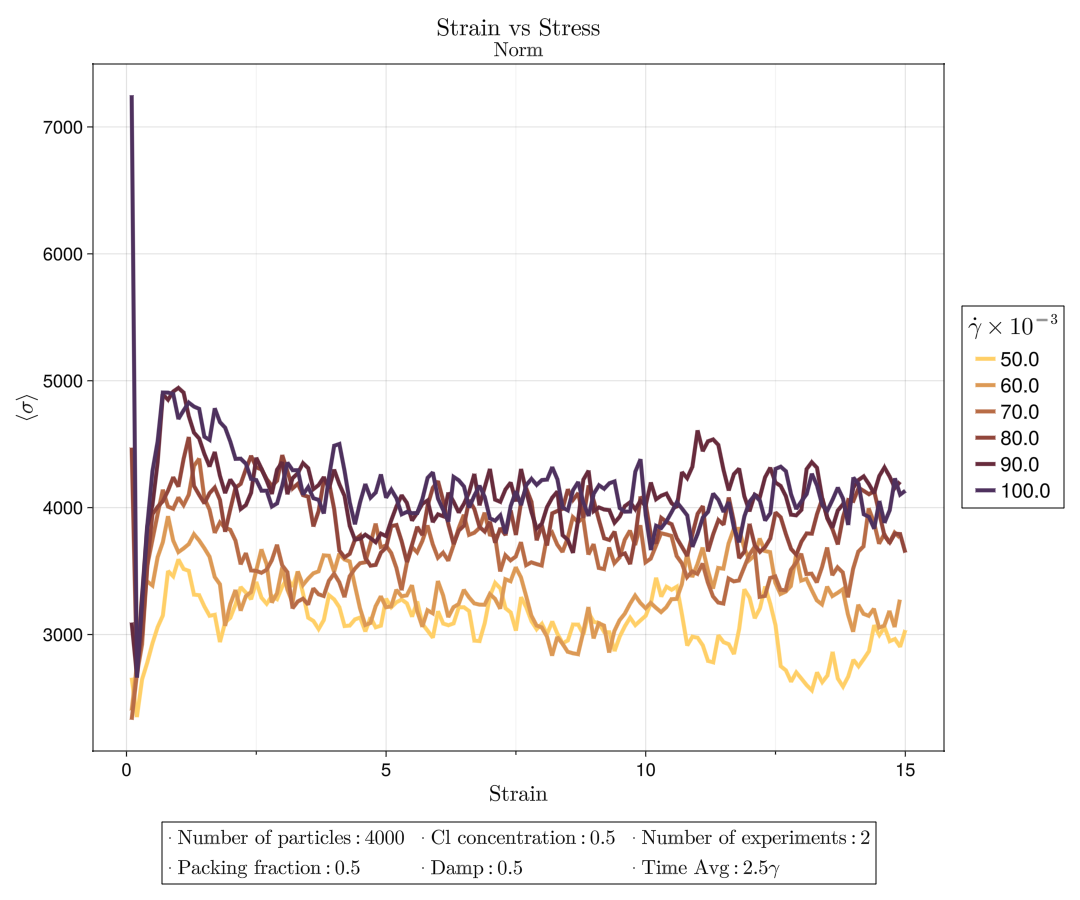 Strain vs Stress
Norm
7000
6000
5000
4000
3000
⟨σ⟩
0 5 10 15
Strain
γ̇ × 10⁻³
50.0
60.0
70.0
80.0
90.0
100.0
· Number of particles : 4000 · Cl concentration : 0.5 · Number of experiments : 2
· Packing fraction : 0.5 · Damp : 0.5 · Time Avg : 2.5γ